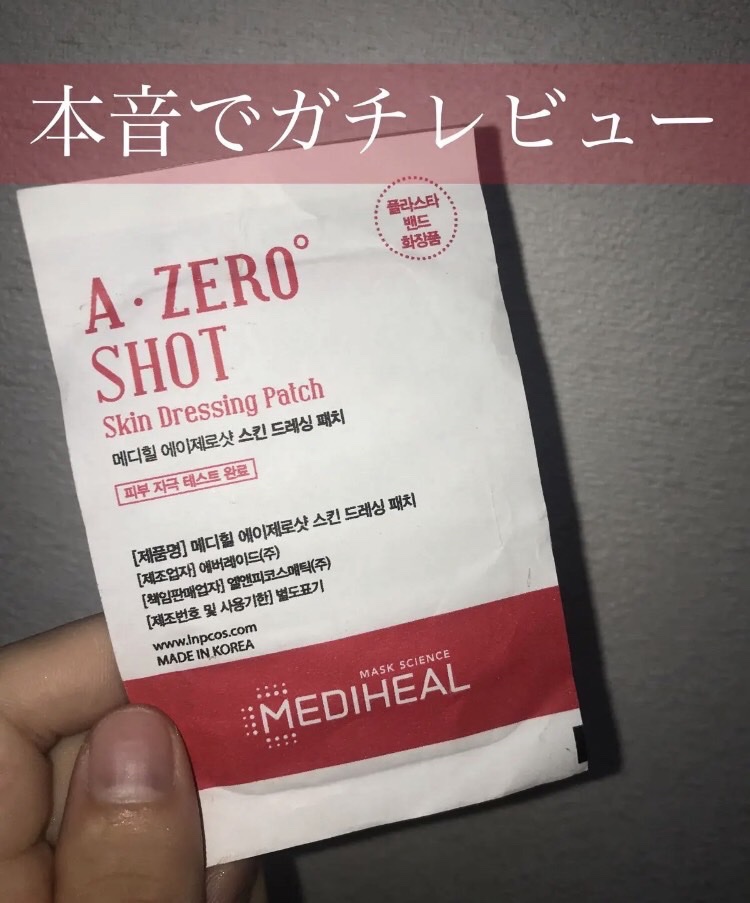 本音でガチレビュー
플라스타
밴드
화장품
A·ZERO°
SHOT
Skin Dressing Patch
메디힐 에이제로샷 스킨 드레싱 패치
피부 자극 테스트 완료
[제품명] 메디힐 에이제로샷 스킨 드레싱 패치
[제조업자] 에버레이드(주)
[책임판매업자] 엘앤피코스메틱(주)
[제조번호 및 사용기한] 별도표기
www.lnpcos.com
MADE IN KOREA
MASK SCIENCE
MEDIHEAL